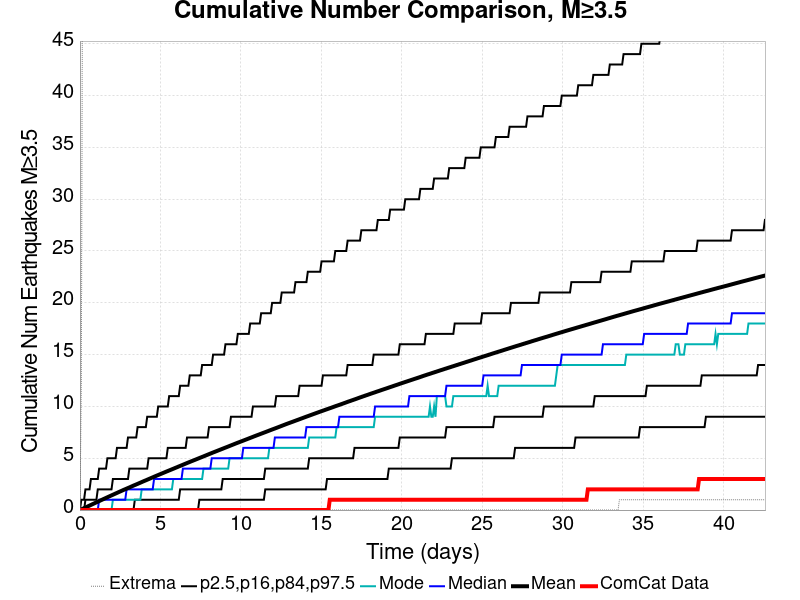 Cumulative Number Comparison, M≥3.5
Cumulative Num Earthquakes M≥3.5
45
40
35
30
25
20
15
10
5
0
0 5 10 15 20 25 30 35 40
Time (days)
Extrema p2.5,p16,p84,p97.5 Mode Median Mean ComCat Data